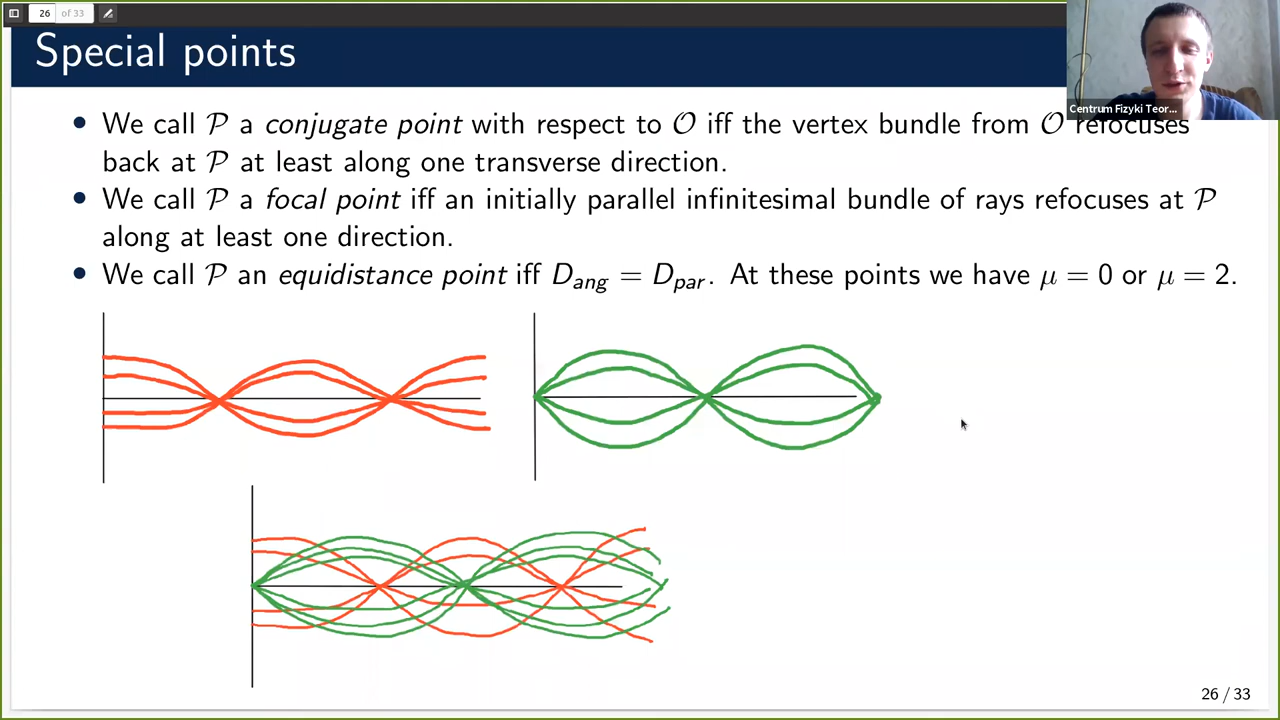 26 of 33
Special points
Centrum Fizyki Teor...
• We call 𝒫 a conjugate point with respect to 𝒪 iff the vertex bundle from 𝒪 refocuses
back at 𝒫 at least along one transverse direction.
• We call 𝒫 a focal point iff an initially parallel infinitesimal bundle of rays refocuses at 𝒫
along at least one direction.
• We call 𝒫 an equidistance point iff D_ang = D_par. At these points we have μ = 0 or μ = 2.
26 / 33